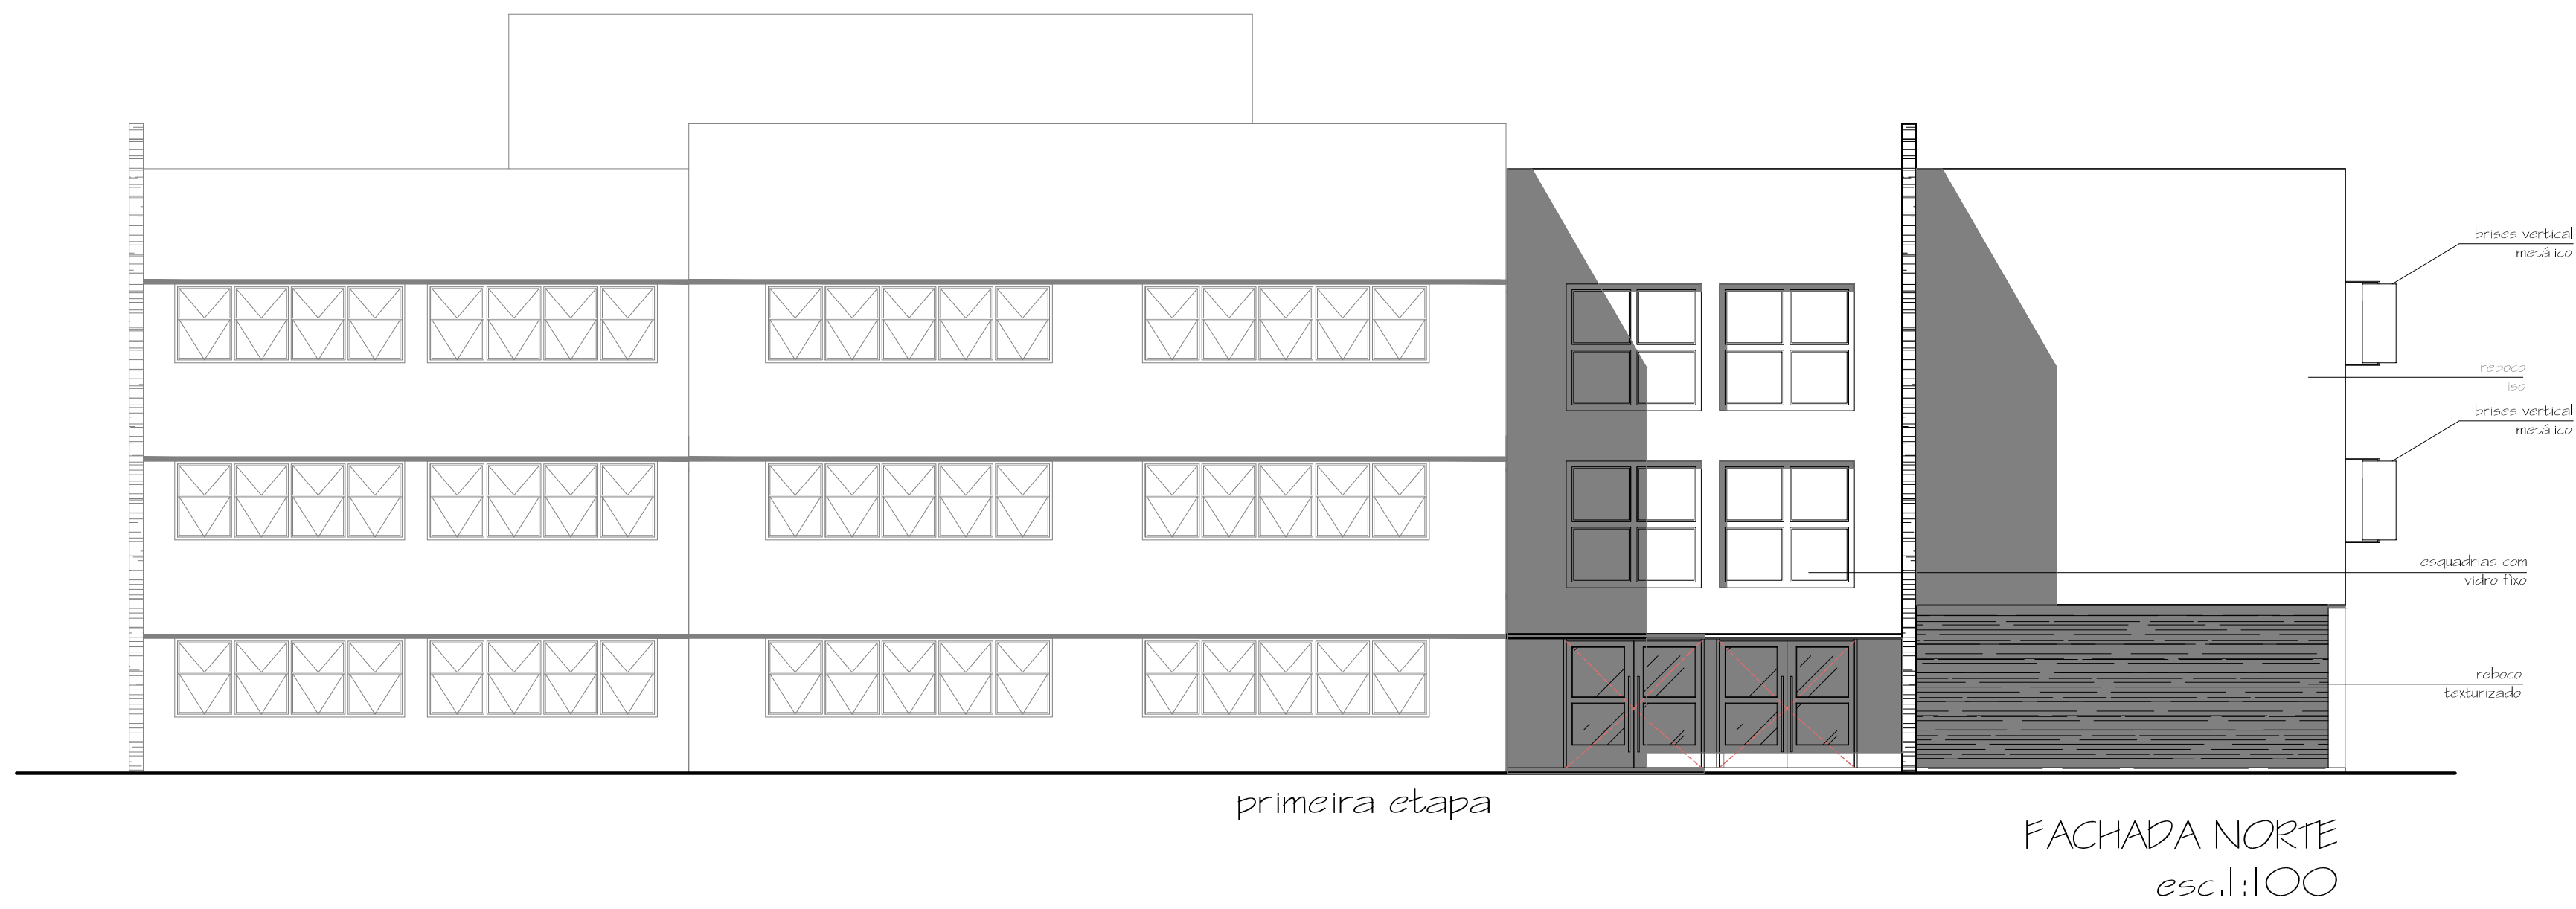 brises vertical
metálico
reboco
liso
brises vertical
metálico
esquadrias com
vidro fixo
reboco
texturizado
primeira etapa
FACHADA NORTE
esc.1:100